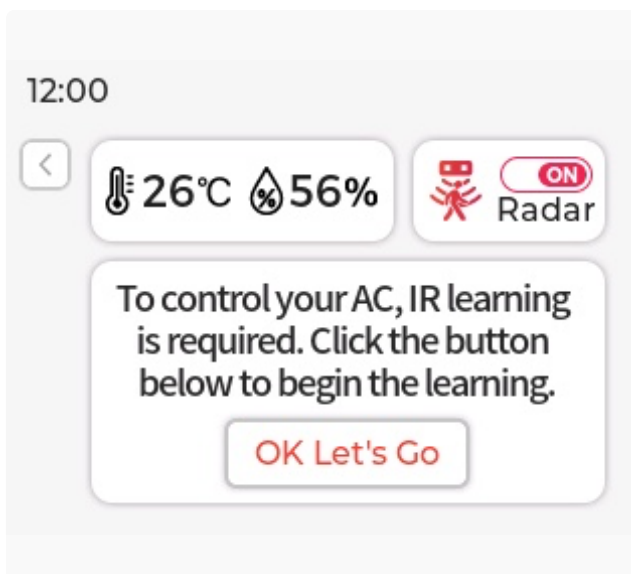 12:00
26°C 56%
ON
Radar
To control your AC, IR learning
is required. Click the button
below to begin the learning.
OK Let's Go